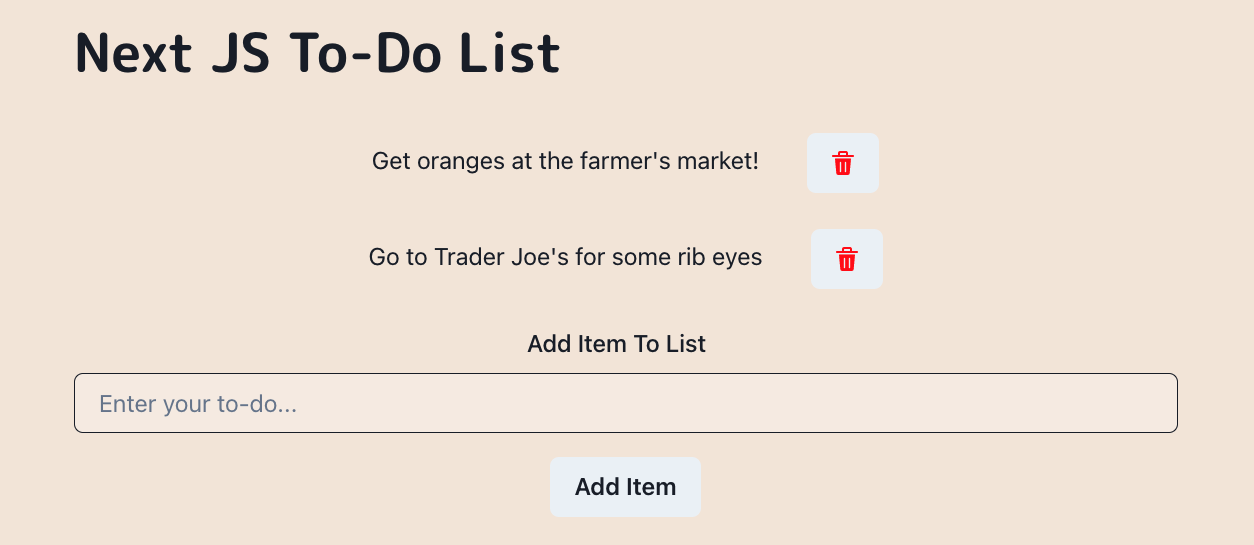 Next JS To-Do List
Get oranges at the farmer's market!
Go to Trader Joe's for some rib eyes
Add Item To List
Enter your to-do...
Add Item